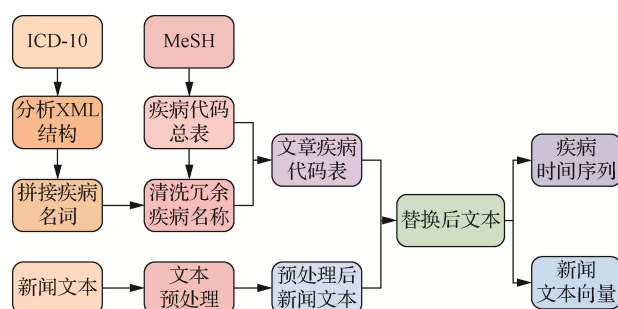 ICD-10
MeSH
分析XML
结构
疾病代码
总表
文章疾病
代码表
疾病
时间序列
拼接疾病
名词
清洗冗余
疾病名称
替换后文本
新闻文本
文本
预处理
预处理后
新闻文本
新闻
文本向量